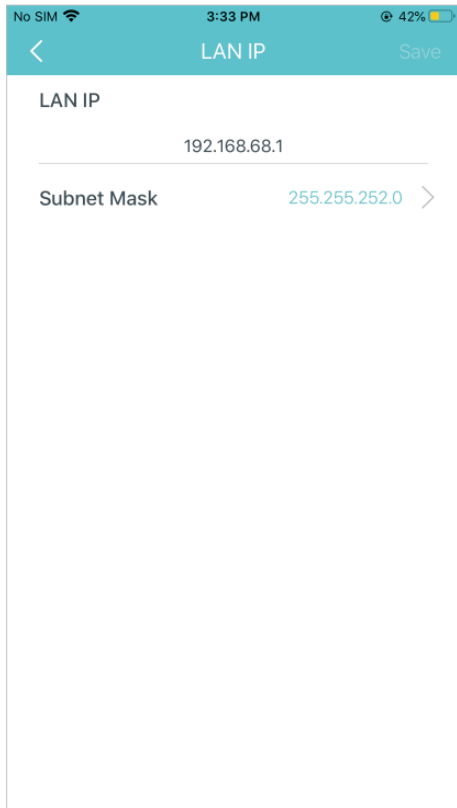 No SIM 3:33 PM 42%
LAN IP Save
LAN IP
192.168.68.1
Subnet Mask 255.255.252.0